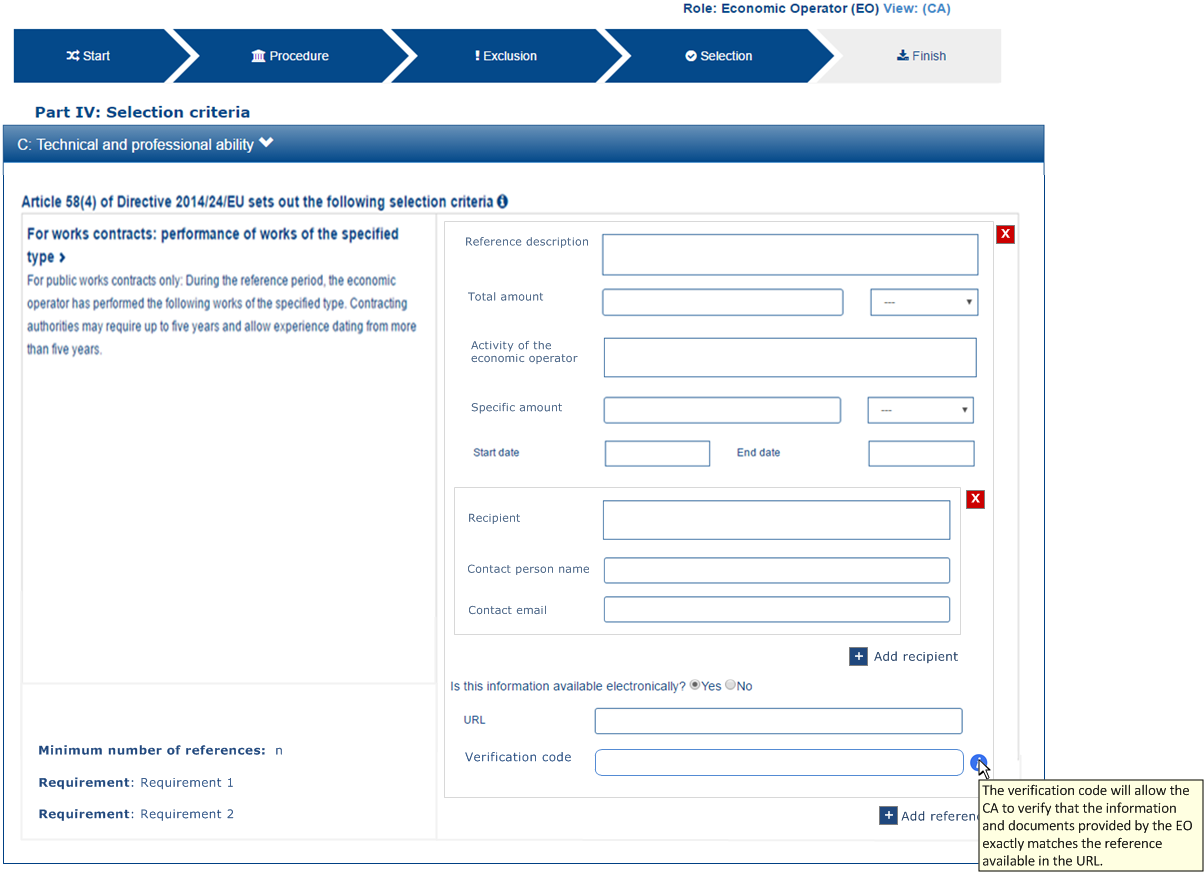 Role: Economic Operator (EO) View: (CA)
Start
Procedure
Exclusion
Selection
Finish
Part IV: Selection criteria
C: Technical and professional ability
Article 58(4) of Directive 2014/24/EU sets out the following selection criteria
For works contracts: performance of works of the specified
type
For public works contracts only: During the reference period, the economic
operator has performed the following works of the specified type. Contracting
authorities may require up to five years and allow experience dating from more
than five years.
Reference description
X
Total amount
---
Activity of the
economic operator
Specific amount
---
Start date
End date
X
Recipient
Contact person name
Contact email
+ Add recipient
Is this information available electronically? Yes No
URL
Verification code
Minimum number of references: n
Requirement: Requirement 1
Requirement: Requirement 2
+ Add referenc
The verification code will allow the
CA to verify that the information
and documents provided by the EO
exactly matches the reference
available in the URL.